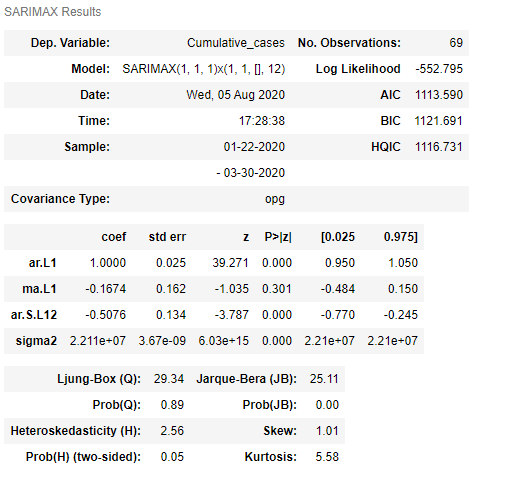 SARIMAX Results
Dep. Variable: Cumulative_cases No. Observations: 69
Model: SARIMAX(1, 1, 1)x(1, 1, [], 12) Log Likelihood -552.795
Date: Wed, 05 Aug 2020 AIC 1113.590
Time: 17:28:38 BIC 1121.691
Sample: 01-22-2020 HQIC 1116.731
- 03-30-2020
Covariance Type: opg
coef std err z P>|z| [0.025 0.975]
ar.L1 1.0000 0.025 39.271 0.000 0.950 1.050
ma.L1 -0.1674 0.162 -1.035 0.301 -0.484 0.150
ar.S.L12 -0.5076 0.134 -3.787 0.000 -0.770 -0.245
sigma2 2.211e+07 3.67e-09 6.03e+15 0.000 2.21e+07 2.21e+07
Ljung-Box (Q): 29.34 Jarque-Bera (JB): 25.11
Prob(Q): 0.89 Prob(JB): 0.00
Heteroskedasticity (H): 2.56 Skew: 1.01
Prob(H) (two-sided): 0.05 Kurtosis: 5.58